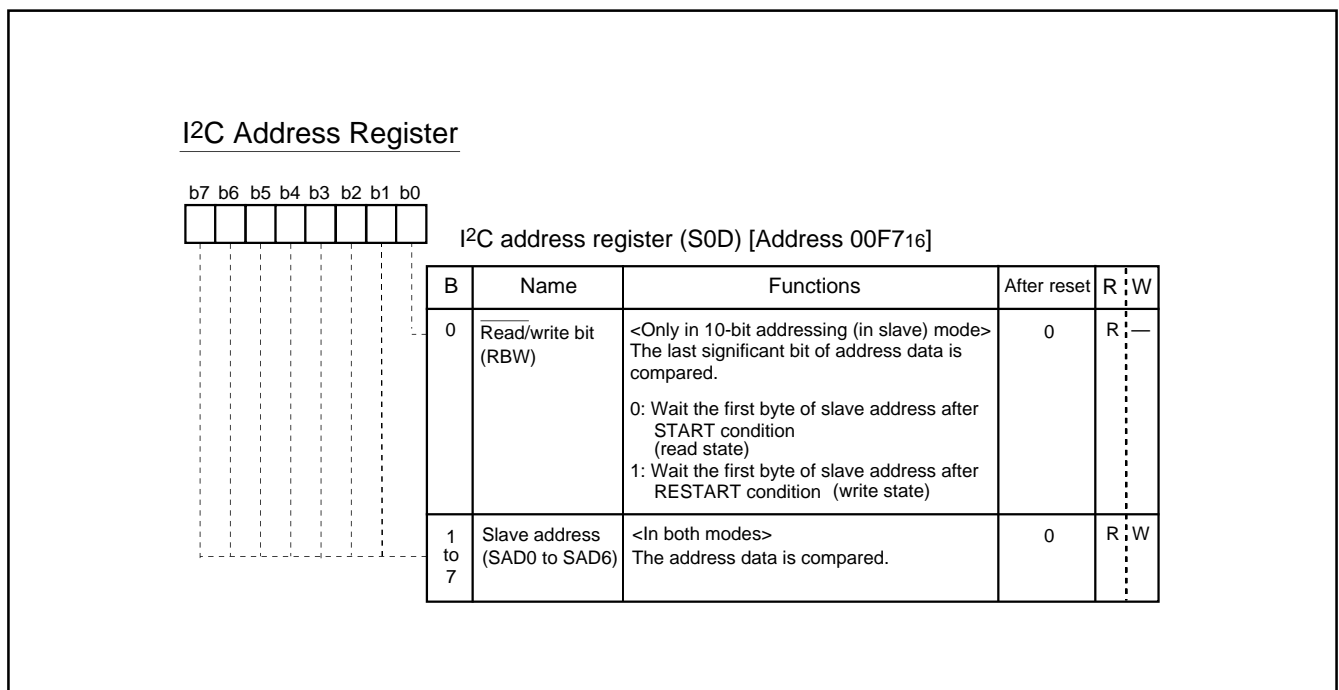 I2C Address Register
b7 b6 b5 b4 b3 b2 b1 b0
I2C address register (S0D) [Address 00F716]
B Name Functions After reset R W
0 Read/write bit (RBW) <Only in 10-bit addressing (in slave) mode> 0 R —
The last significant bit of address data is
compared.
0: Wait the first byte of slave address after
START condition
(read state)
1: Wait the first byte of slave address after
RESTART condition (write state)
1 to 7 Slave address (SAD0 to SAD6) <In both modes> 0 R W
The address data is compared.